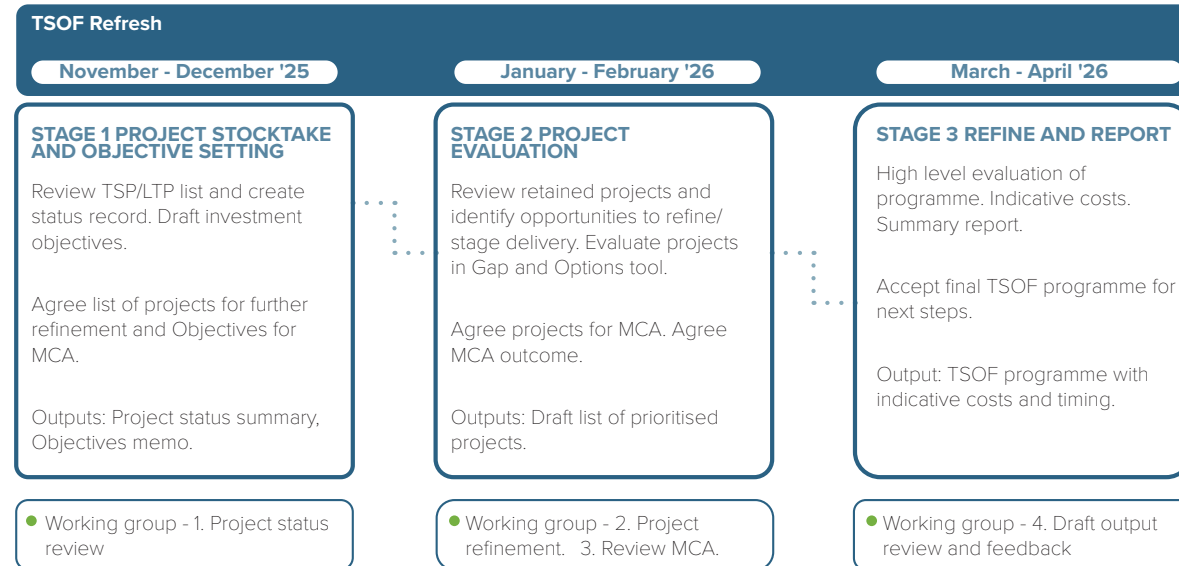 TSOF Refresh
November - December '25
January - February '26
March - April '26
STAGE 1 PROJECT STOCKTAKE
AND OBJECTIVE SETTING
Review TSP/LTP list and create
status record. Draft investment
objectives.
Agree list of projects for further
refinement and Objectives for
MCA.
Outputs: Project status summary,
Objectives memo.
STAGE 2 PROJECT
EVALUATION
Review retained projects and
identify opportunities to refine/
stage delivery. Evaluate projects
in Gap and Options tool.
Agree projects for MCA. Agree
MCA outcome.
Outputs: Draft list of prioritised
projects.
STAGE 3 REFINE AND REPORT
High level evaluation of
programme. Indicative costs.
Summary report.
Accept final TSOF programme for
next steps.
Output: TSOF programme with
indicative costs and timing.
Working group - 1. Project status
review
Working group - 2. Project
refinement. 3. Review MCA.
Working group - 4. Draft output
review and feedback